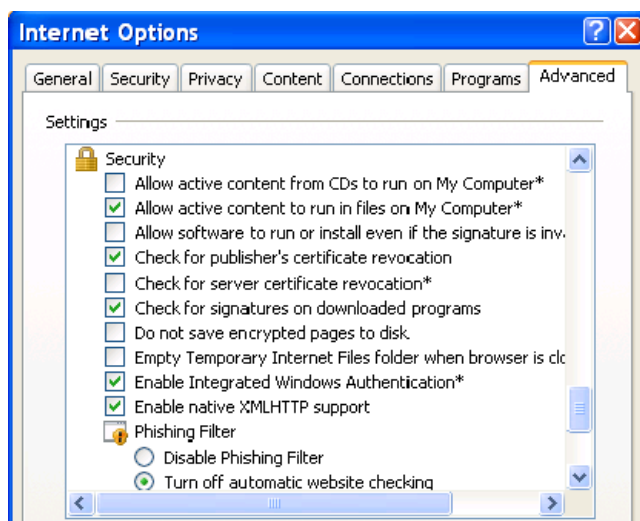 Internet Options
General Security Privacy Content Connections Programs Advanced
Settings
Security
Allow active content from CDs to run on My Computer*
Allow active content to run in files on My Computer*
Allow software to run or install even if the signature is inv
Check for publisher's certificate revocation
Check for server certificate revocation*
Check for signatures on downloaded programs
Do not save encrypted pages to disk
Empty Temporary Internet Files folder when browser is clo
Enable Integrated Windows Authentication*
Enable native XMLHTTP support
Phishing Filter
Disable Phishing Filter
Turn off automatic website checking